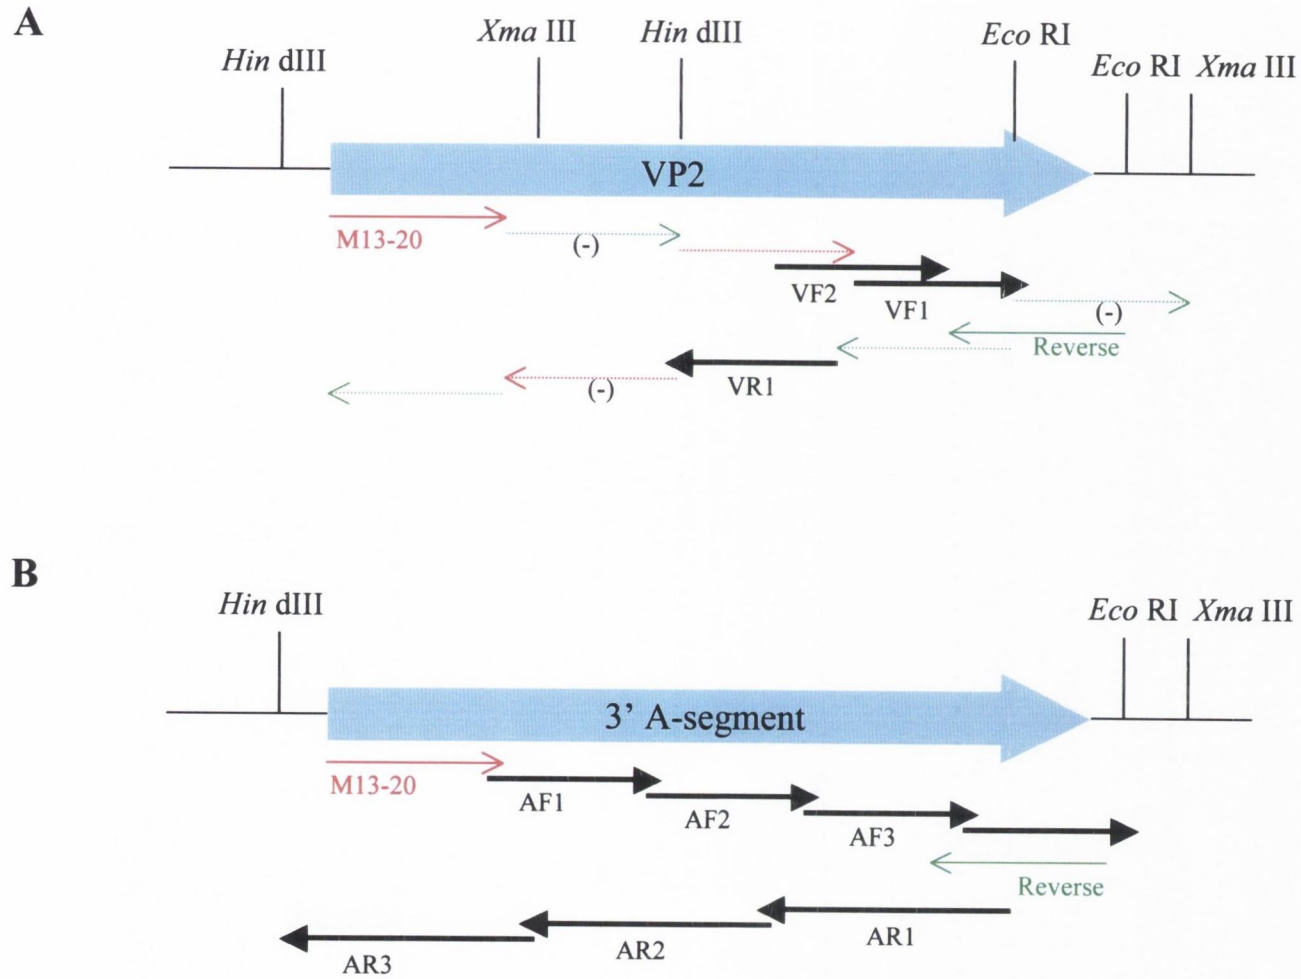 A
Hin dIII
Xma III
Hin dIII
Eco RI
Eco RI
Xma III
VP2
M13-20
(-)
VF2
VF1
(-)
Reverse
VR1
(-)
B
Hin dIII
Eco RI
Xma III
3’ A-segment
M13-20
AF1
AF2
AF3
Reverse
AR1
AR2
AR3